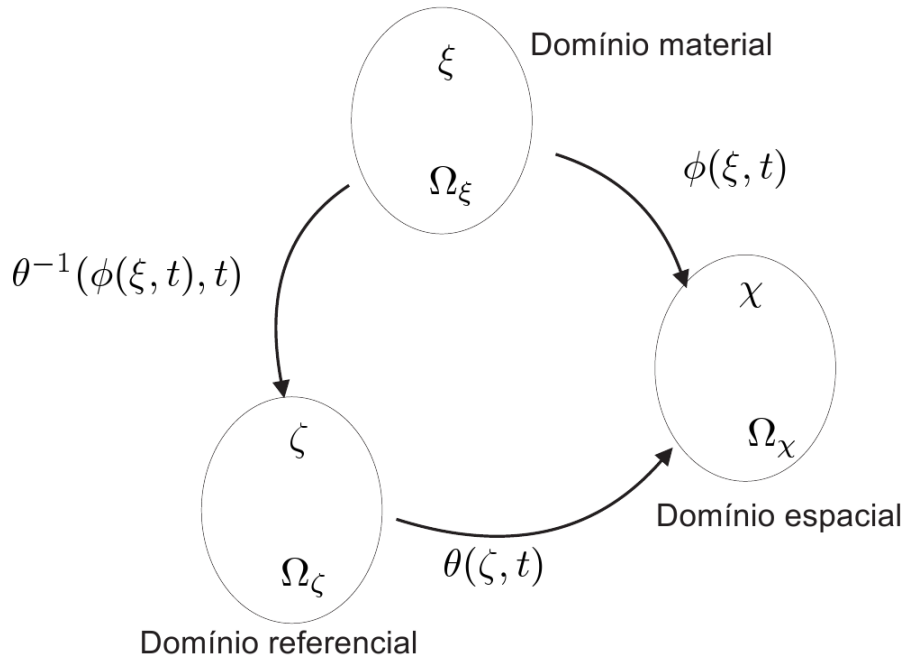 Domínio material
ξ
Ω_ξ
ϕ(ξ, t)
θ⁻¹(ϕ(ξ, t), t)
χ
Ω_χ
Domínio espacial
ζ
Ω_ζ
θ(ζ, t)
Domínio referencial